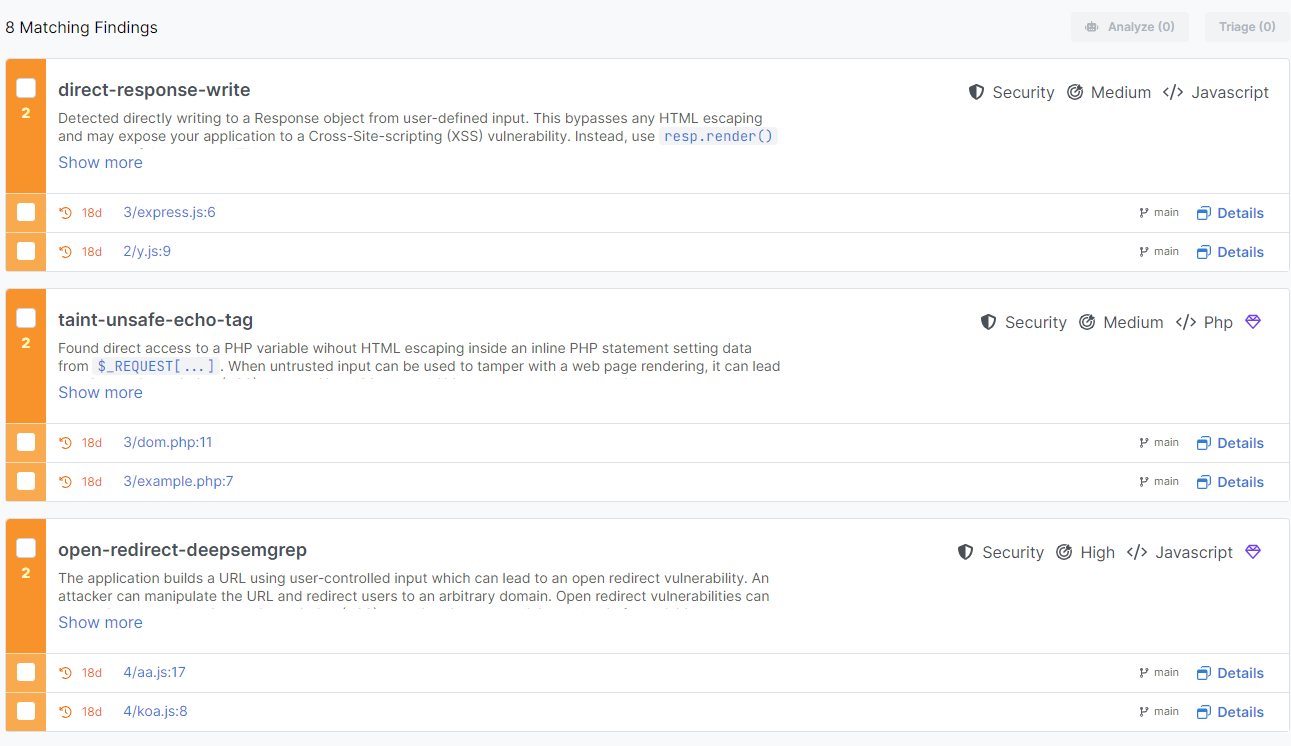 8 Matching Findings
Analyze (0)
Triage (0)
direct-response-write
Security Medium </> Javascript
2
Detected directly writing to a Response object from user-defined input. This bypasses any HTML escaping
and may expose your application to a Cross-Site-scripting (XSS) vulnerability. Instead, use resp.render()
Show more
18d 3/express.js:6 main Details
18d 2/y.js:9 main Details
taint-unsafe-echo-tag
Security Medium </> Php
2
Found direct access to a PHP variable wihout HTML escaping inside an inline PHP statement setting data
from $_REQUEST[...] . When untrusted input can be used to tamper with a web page rendering, it can lead
Show more
18d 3/dom.php:11 main Details
18d 3/example.php:7 main Details
open-redirect-deepsemgrep
Security High </> Javascript
2
The application builds a URL using user-controlled input which can lead to an open redirect vulnerability. An
attacker can manipulate the URL and redirect users to an arbitrary domain. Open redirect vulnerabilities can
Show more
18d 4/aa.js:17 main Details
18d 4/koa.js:8 main Details